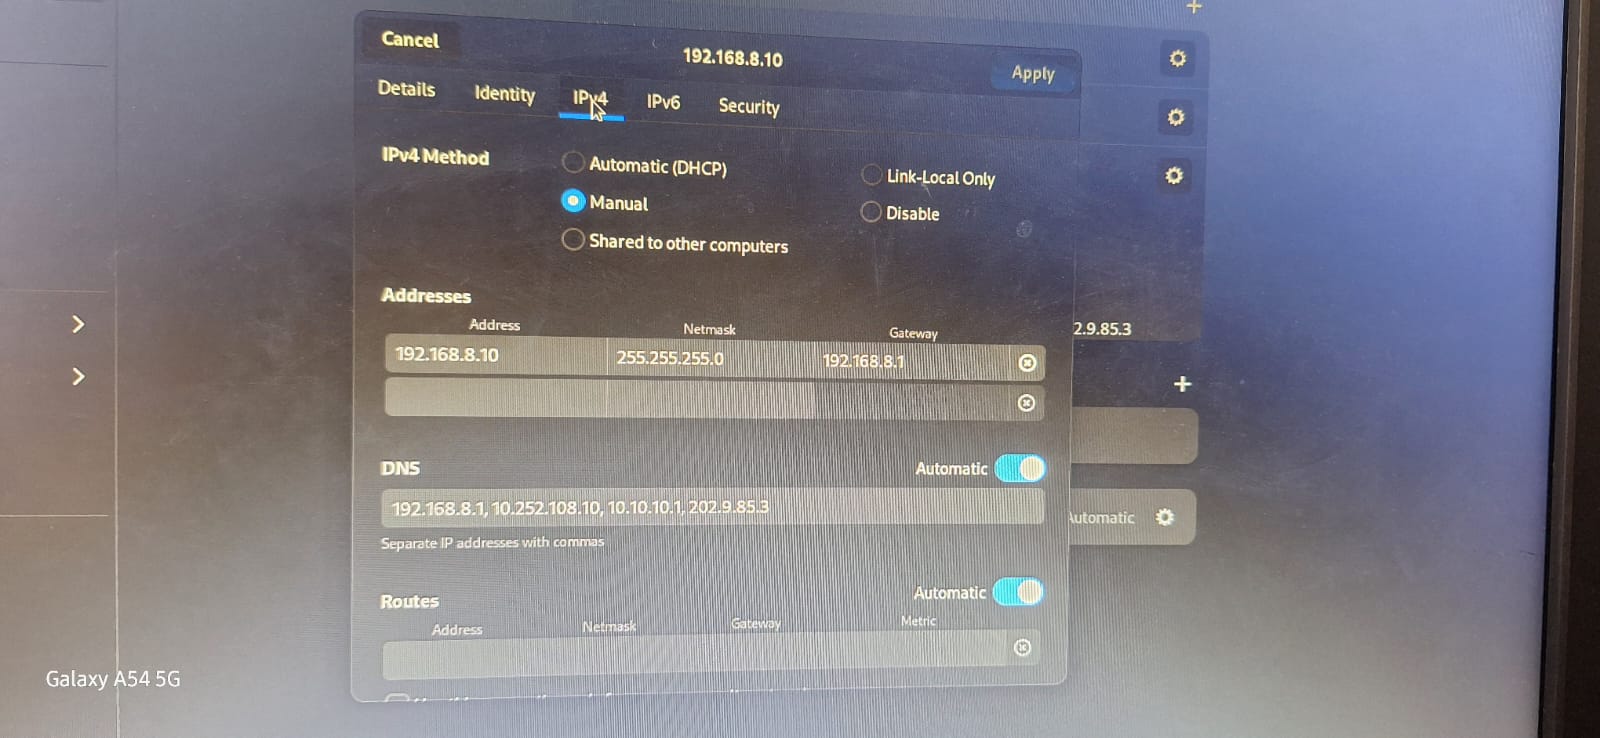 Cancel
192.168.8.10
Apply
Details
Identity
IPv4
IPv6
Security
IPv4 Method
Automatic (DHCP)
Link-Local Only
Manual
Disable
Shared to other computers
Addresses
Address
Netmask
Gateway
2.9.85.3
192.168.8.10
255.255.255.0
192.168.8.1
DNS
Automatic
192.168.8.1, 10.252.108.10, 10.10.10.1, 202.9.85.3
Automatic
Separate IP addresses with commas
Routes
Automatic
Address
Netmask
Gateway
Metric
Galaxy A54 5G